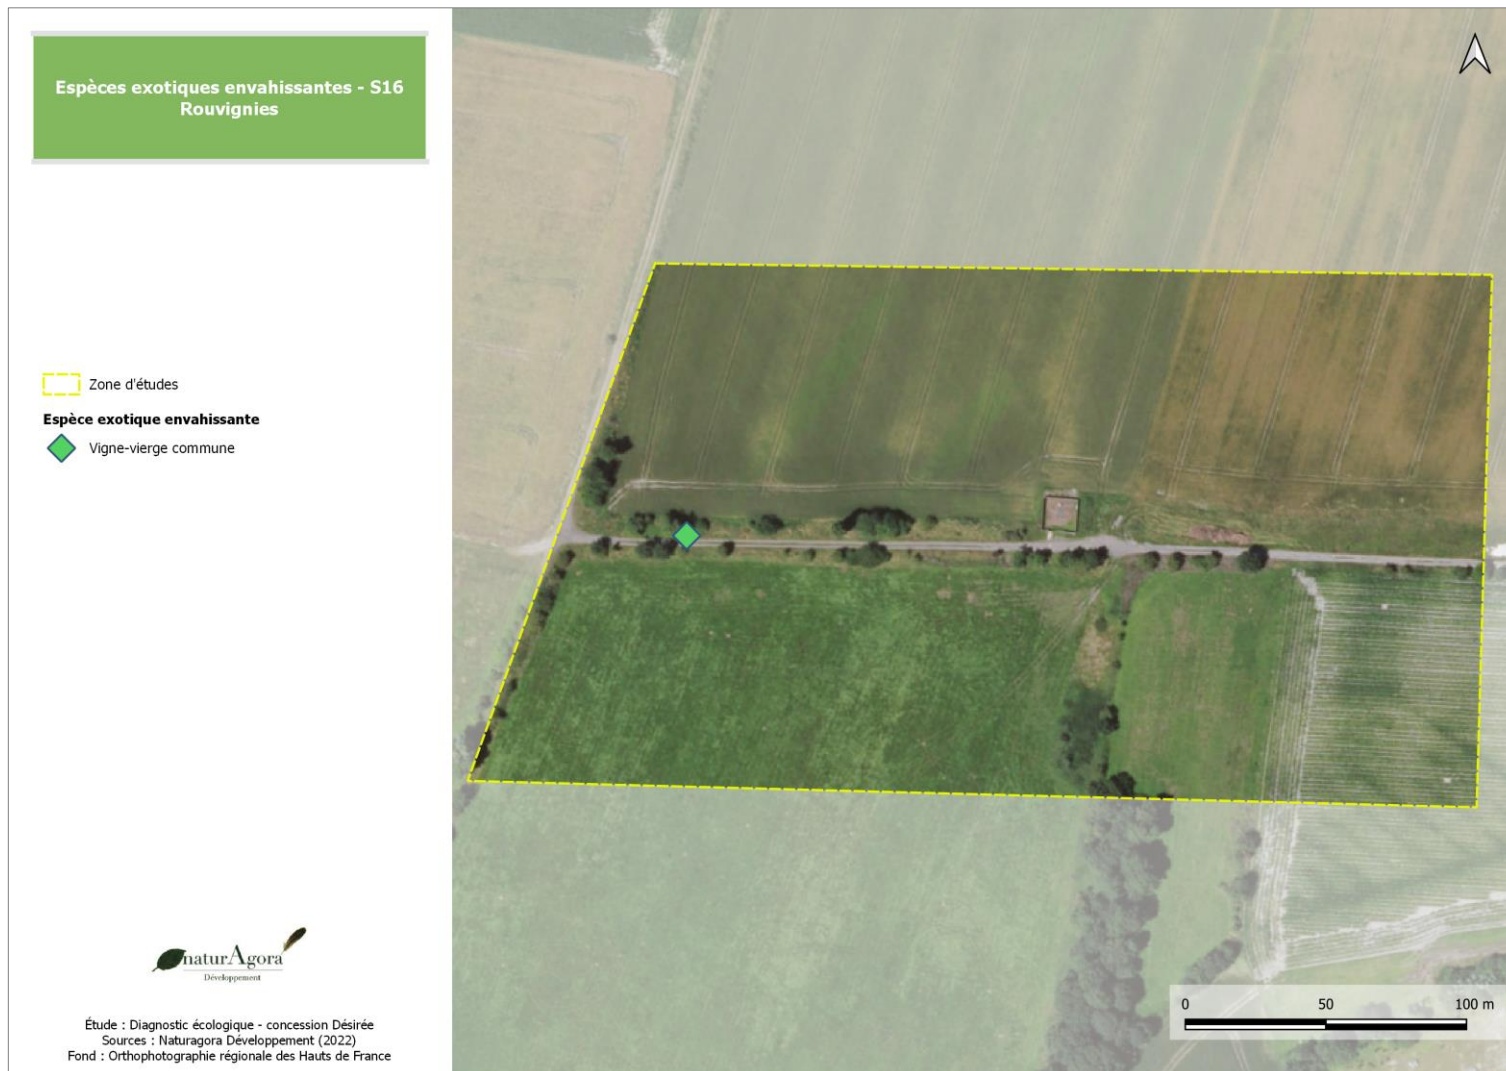 Espèces exotiques envahissantes - S16
Rouvignies
Zone d'études
Espèce exotique envahissante
Vigne-vierge commune
naturAgora
Développement
Étude : Diagnostic écologique - concession Désirée
Sources : Naturagora Développement (2022)
Fond : Orthophotographie régionale des Hauts de France
0 50 100 m